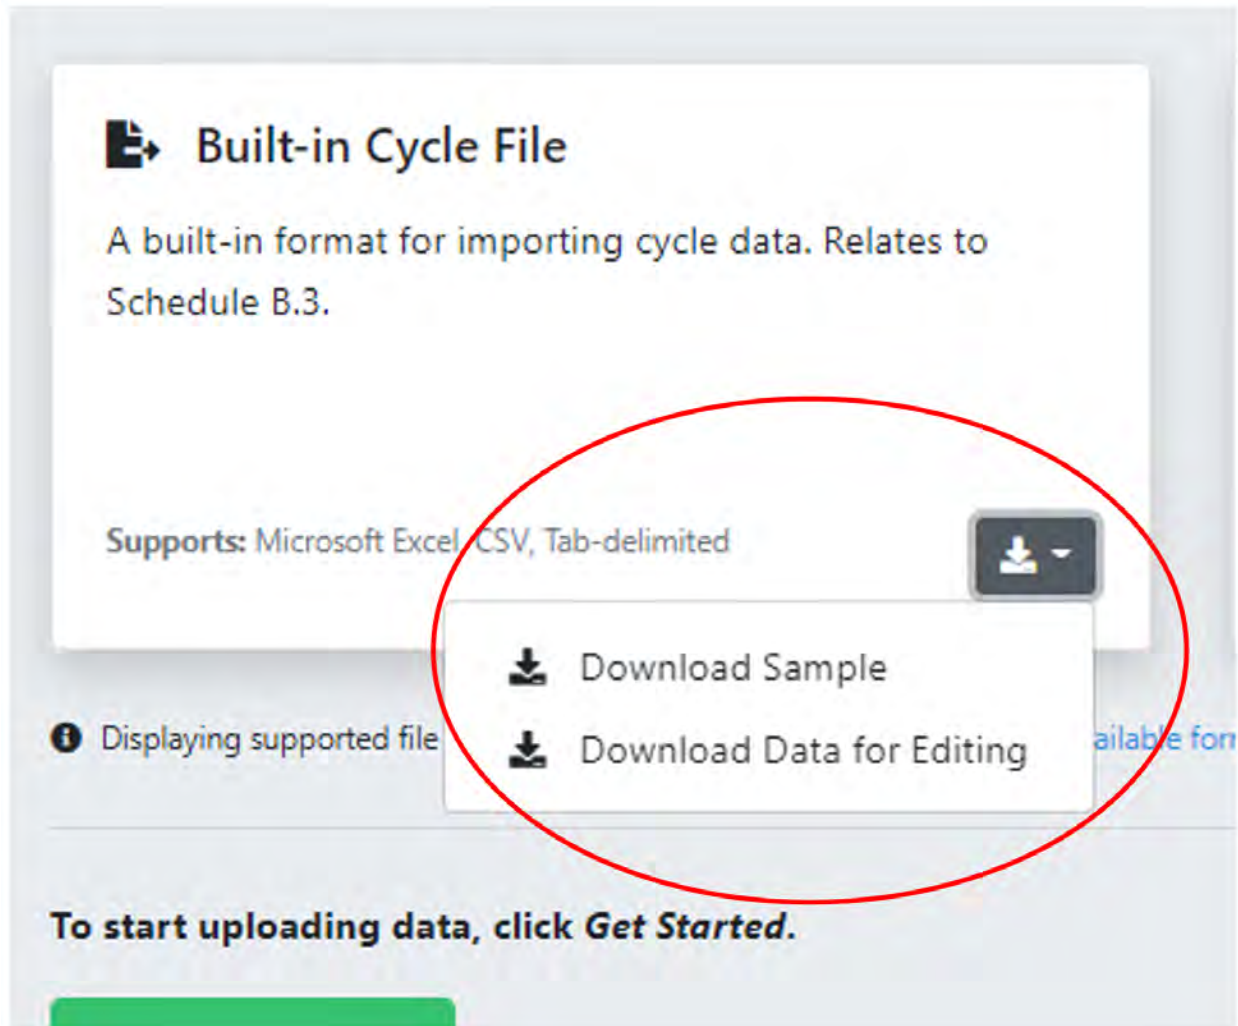 Built-in Cycle File
A built-in format for importing cycle data. Relates to
Schedule B.3.
Supports: Microsoft Excel, CSV, Tab-delimited
Download Sample
Displaying supported file
Download Data for Editing
To start uploading data, click Get Started.